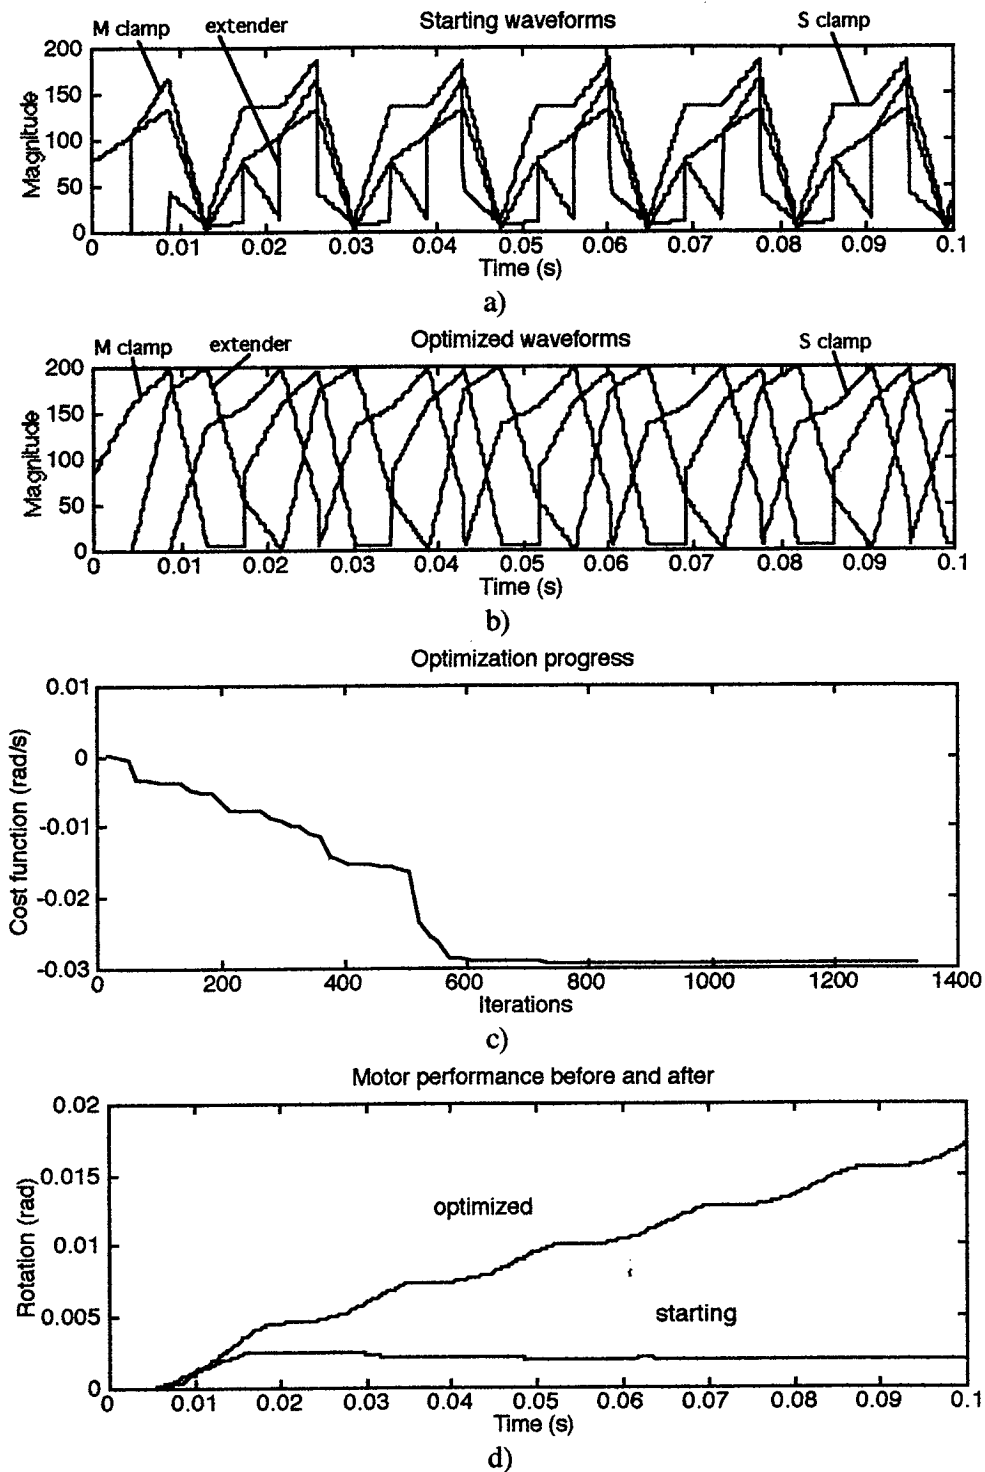 M clamp extender Starting waveforms S clamp
200
150
100
50
0
Magnitude
0 0.01 0.02 0.03 0.04 0.05 0.06 0.07 0.08 0.09 0.1
Time (s)
a)
M clamp extender Optimized waveforms S clamp
200
150
100
50
0
Magnitude
0 0.01 0.02 0.03 0.04 0.05 0.06 0.07 0.08 0.09 0.1
Time (s)
b)
Optimization progress
0.01
0
-0.01
-0.02
-0.03
Cost function (rad/s)
0 200 400 600 800 1000 1200 1400
Iterations
c)
Motor performance before and after
0.02
0.015
0.01
0.005
0
Rotation (rad)
optimized
starting
0 0.01 0.02 0.03 0.04 0.05 0.06 0.07 0.08 0.09 0.1
Time (s)
d)